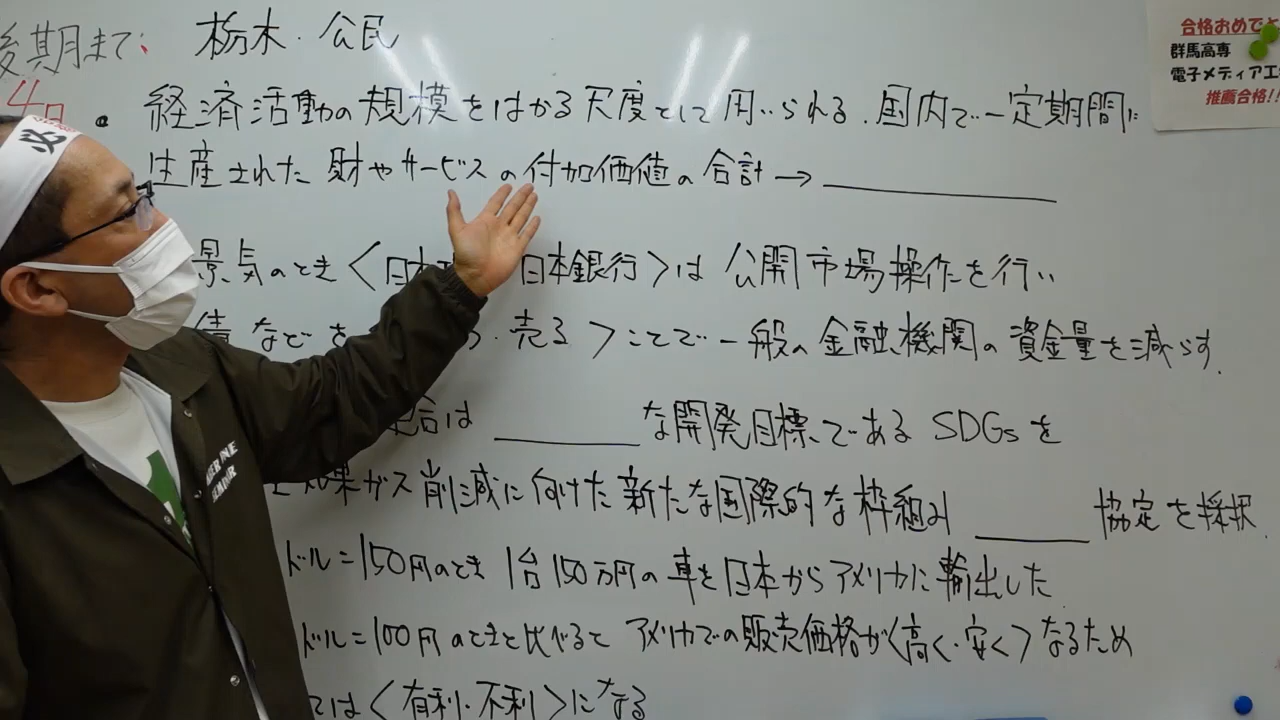 後期まで:
4日
栃木・公民
合格おめでと
群馬高専
電子メディア工
推薦合格!!
必
• 経済活動の規模をはかる尺度として用いられる.国内で一定期間に
生産された財やサービスの付加価値の合計→
景気のとき〈日本 日本銀行〉は 公開市場操作を行い
債などを 売る〉ことで一般の金融機関の資金量を減らす.
合は な開発目標である SDGsを
効果ガス削減に向けた新たな国際的な枠組み 協定を採択.
ドル=150円のとき 1台150万円の車を日本からアメリカに輸出した
ドル=100円のときと比べると アメリカでの販売価格が〈高く・安く〉なるため
ては〈有利・不利〉になる